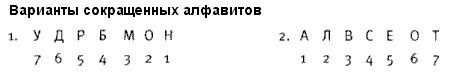 Варианты сокращенных алфавитов
1. У Д Р Б М О Н 2. А Л В С Е О Т
7 6 5 4 3 2 1 1 2 3 4 5 6 7